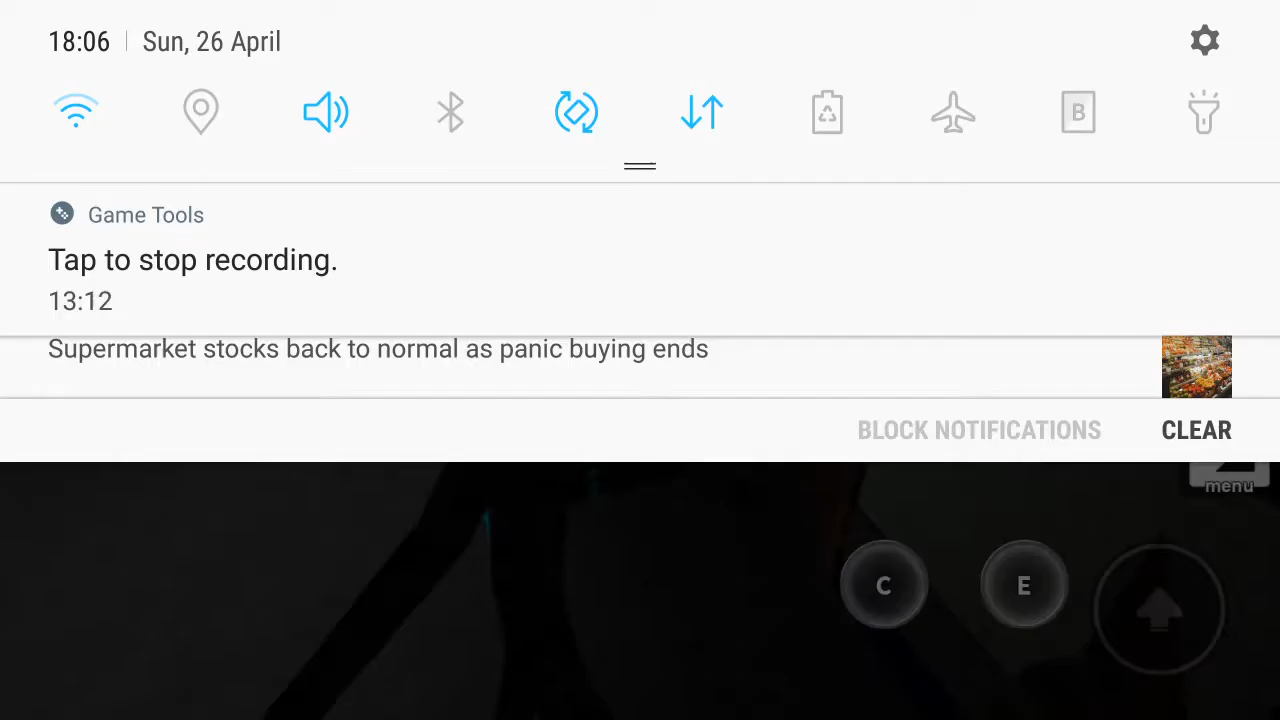 18:06 | Sun, 26 April
B
Game Tools
Tap to stop recording.
13:12
Supermarket stocks back to normal as panic buying ends
BLOCK NOTIFICATIONS CLEAR
menu
C E